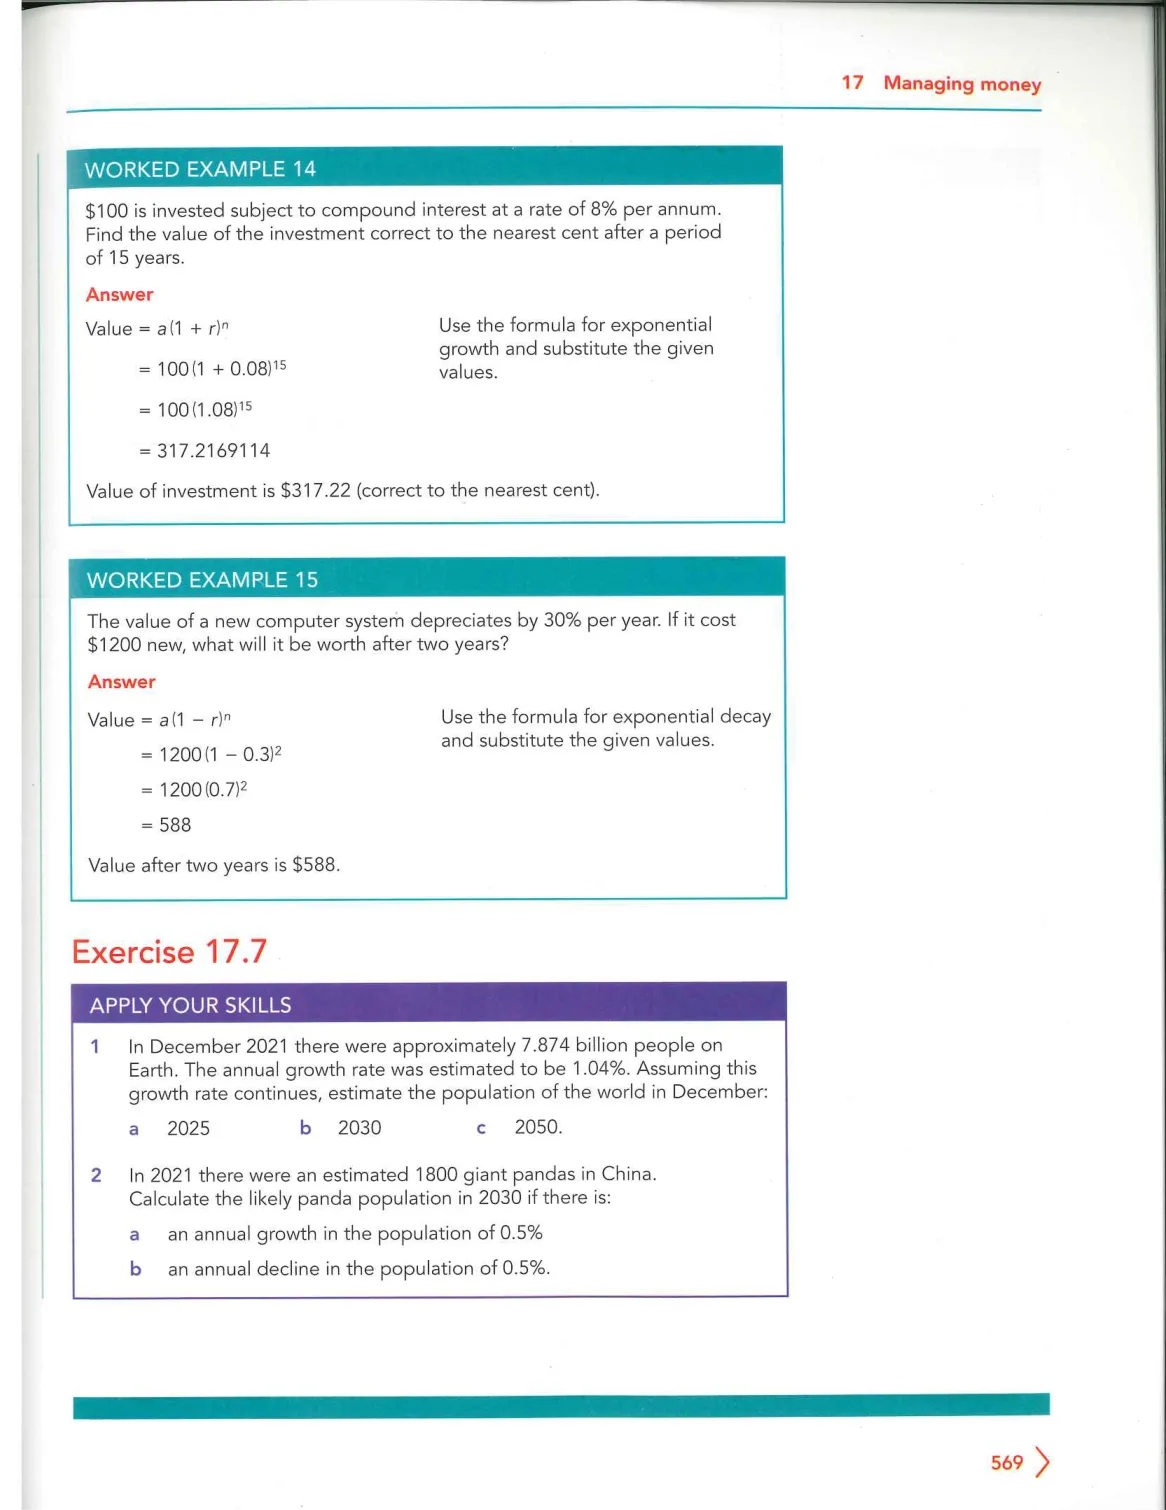 17 Managing money
WORKED EXAMPLE 14
$100 is invested subject to compound interest at a rate of 8% per annum.
Find the value of the investment correct to the nearest cent after a period
of 15 years.
Answer
Value = a(1 + r)ⁿ
Use the formula for exponential
growth and substitute the given
values.
= 100(1 + 0.08)¹⁵
= 100(1.08)¹⁵
= 317.2169114
Value of investment is $317.22 (correct to the nearest cent).
WORKED EXAMPLE 15
The value of a new computer system depreciates by 30% per year. If it cost
$1200 new, what will it be worth after two years?
Answer
Value = a(1 − r)ⁿ
Use the formula for exponential decay
and substitute the given values.
= 1200(1 − 0.3)²
= 1200(0.7)²
= 588
Value after two years is $588.
Exercise 17.7
APPLY YOUR SKILLS
1 In December 2021 there were approximately 7.874 billion people on
Earth. The annual growth rate was estimated to be 1.04%. Assuming this
growth rate continues, estimate the population of the world in December:
a 2025 b 2030 c 2050.
2 In 2021 there were an estimated 1800 giant pandas in China.
Calculate the likely panda population in 2030 if there is:
a an annual growth in the population of 0.5%
b an annual decline in the population of 0.5%.
569 ⟩